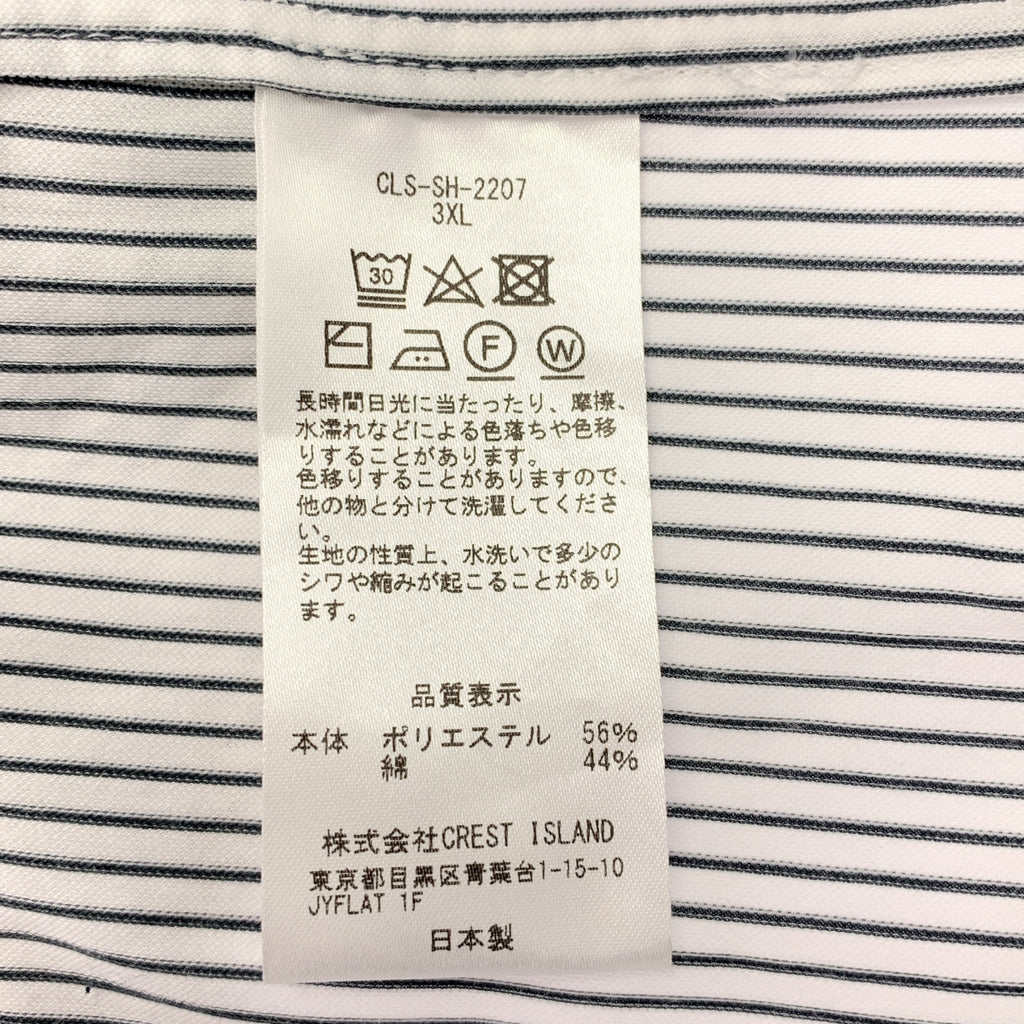 CLS-SH-2207
3XL
30
F W
長時間日光に当たったり、摩擦、
水濡れなどによる色落ちや色移
りすることがあります。
色移りすることがありますので、
他の物と分けて洗濯してくださ
い。
生地の性質上、水洗いで多少の
シワや縮みが起こることがあり
ます。
品質表示
本体 ポリエステル 56%
綿 44%
株式会社CREST ISLAND
東京都目黒区青葉台1-15-10
JYFLAT 1F
日本製